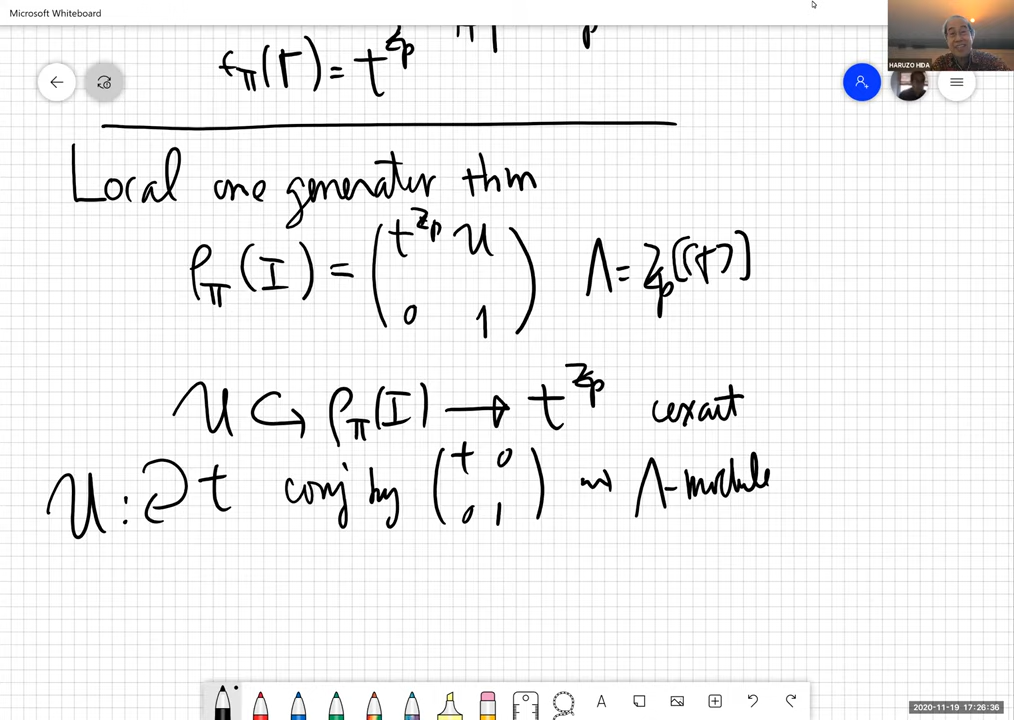 Microsoft Whiteboard
f_π(Γ) = t^{Z_p}
HARUZO HIDA
Local one generator thm
ρ_π(I) = ( t^{Z_p} U ; 0 1 ) Λ = Z_p[[T]]
U ↪ ρ_π(I) → t^{Z_p} exact
U : ↻ t conj by ( t 0 ; 0 1 ) ⇝ Λ-module
2020-11-19 17:26:36